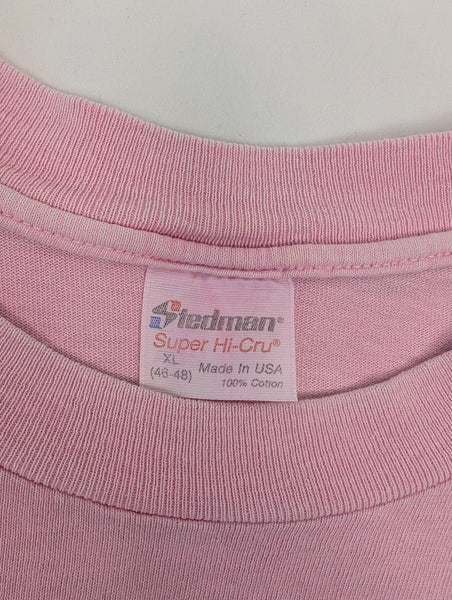 Stedman®
Super Hi-Cru®
XL
(46-48) Made In USA
100% Cotton